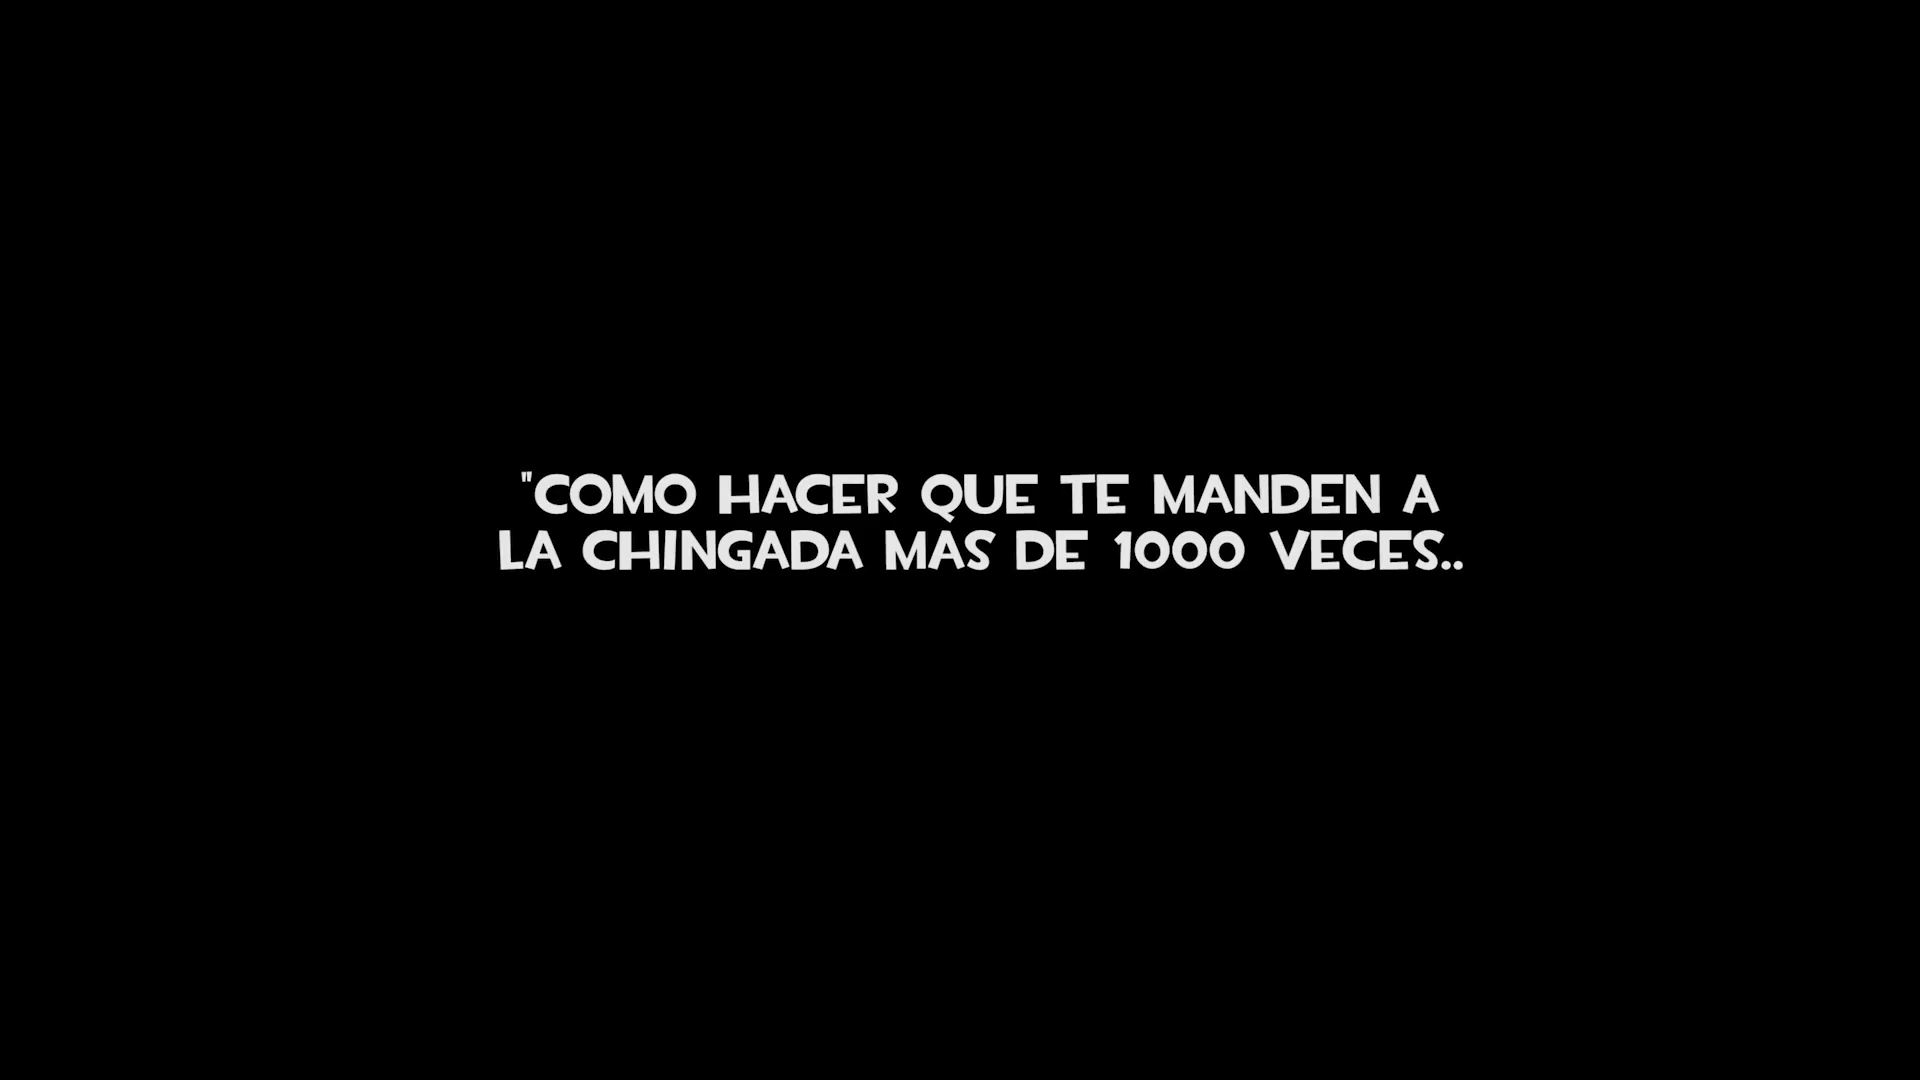 "COMO HACER QUE TE MANDEN A
LA CHINGADA MAS DE 1000 VECES..